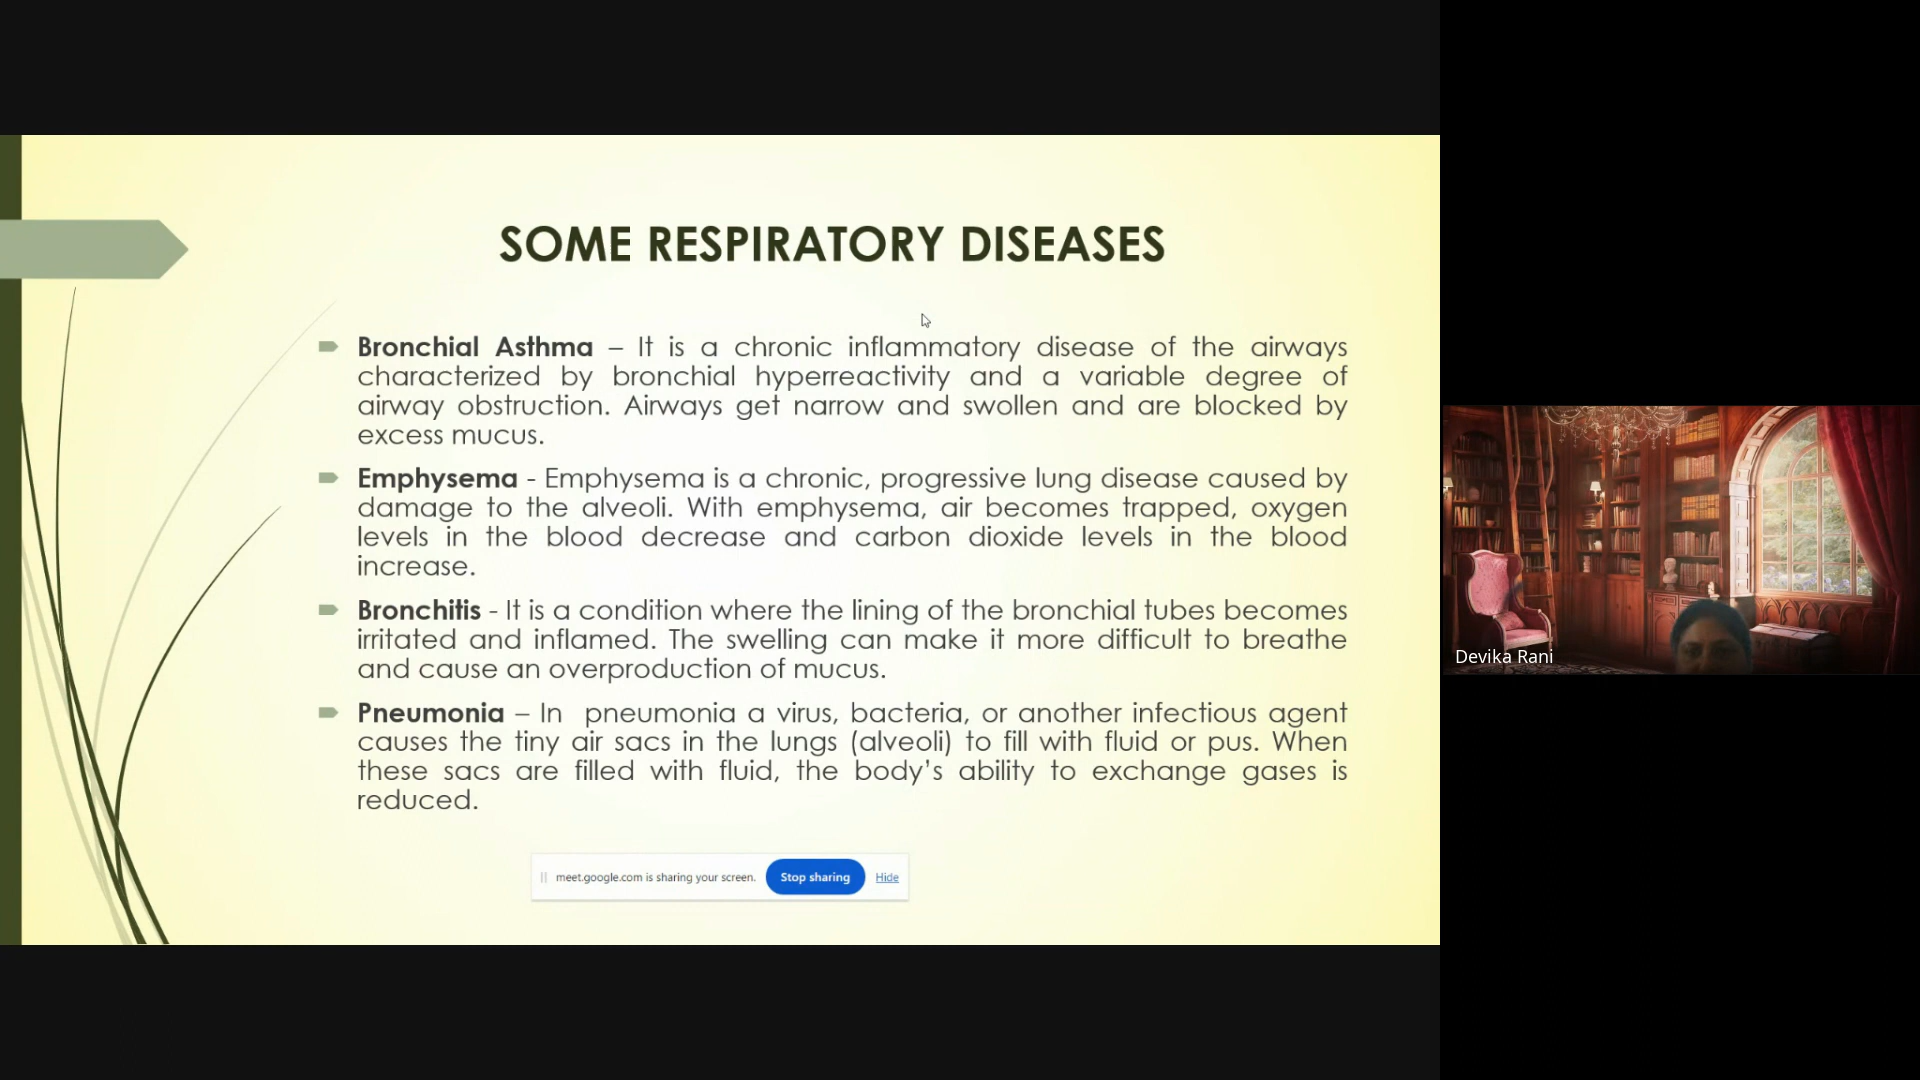 SOME RESPIRATORY DISEASES
Bronchial Asthma – It is a chronic inflammatory disease of the airways
characterized by bronchial hyperreactivity and a variable degree of
airway obstruction. Airways get narrow and swollen and are blocked by
excess mucus.
Emphysema - Emphysema is a chronic, progressive lung disease caused by
damage to the alveoli. With emphysema, air becomes trapped, oxygen
levels in the blood decrease and carbon dioxide levels in the blood
increase.
Bronchitis - It is a condition where the lining of the bronchial tubes becomes
irritated and inflamed. The swelling can make it more difficult to breathe
and cause an overproduction of mucus.
Pneumonia – In pneumonia a virus, bacteria, or another infectious agent
causes the tiny air sacs in the lungs (alveoli) to fill with fluid or pus. When
these sacs are filled with fluid, the body’s ability to exchange gases is
reduced.
meet.google.com is sharing your screen. Stop sharing Hide
Devika Rani